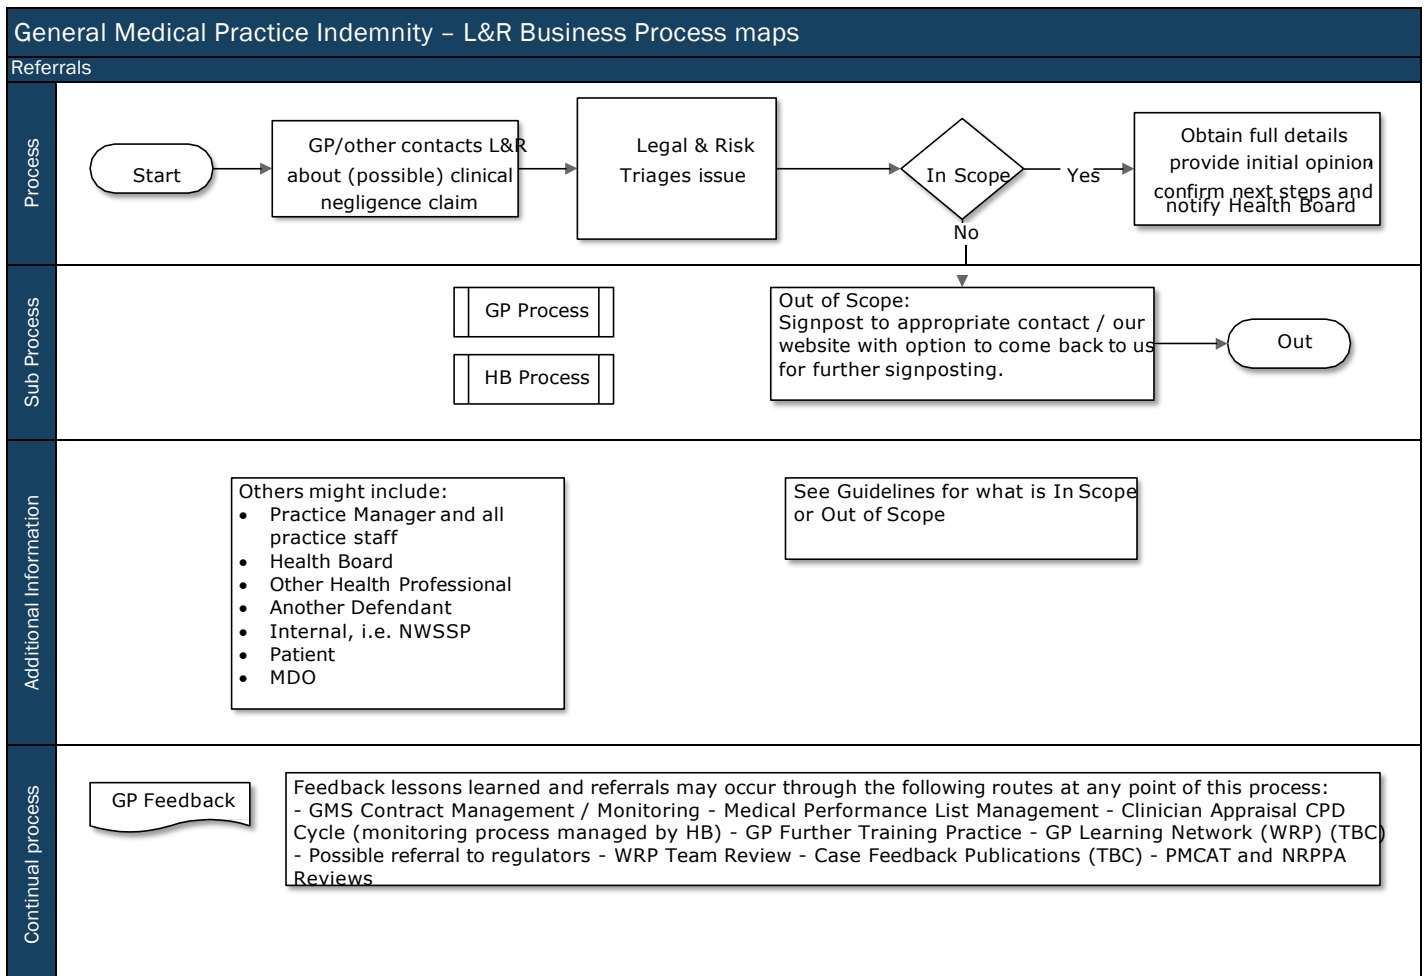 General Medical Practice Indemnity – L&R Business Process maps
Referrals
Process
Start
GP/other contacts L&R
about (possible) clinical
negligence claim
Legal & Risk
Triages issue
In Scope
Yes
No
Obtain full details
provide initial opinion,
confirm next steps and
notify Health Board
Sub Process
GP Process
HB Process
Out of Scope:
Signpost to appropriate contact / our
website with option to come back to us
for further signposting.
Out
Additional Information
Others might include:
• Practice Manager and all
practice staff
• Health Board
• Other Health Professional
• Another Defendant
• Internal, i.e. NWSSP
• Patient
• MDO
See Guidelines for what is In Scope
or Out of Scope
Continual process
GP Feedback
Feedback lessons learned and referrals may occur through the following routes at any point of this process:
- GMS Contract Management / Monitoring - Medical Performance List Management - Clinician Appraisal CPD
Cycle (monitoring process managed by HB) - GP Further Training Practice - GP Learning Network (WRP) (TBC)
- Possible referral to regulators - WRP Team Review - Case Feedback Publications (TBC) - PMCAT and NRPPA
Reviews